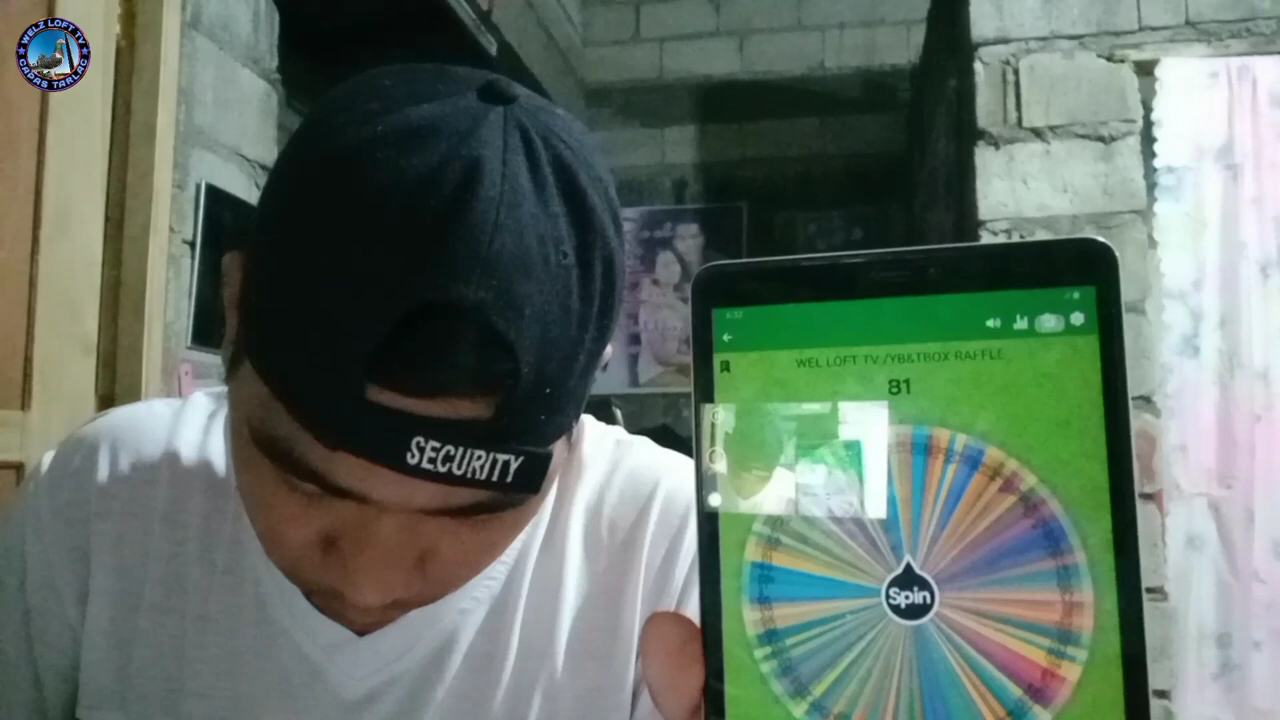 WELZ LOFT TV
CAPAS TARLAC
SECURITY
WEL LOFT TV /YB&TBOX RAFFLE
81
Spin